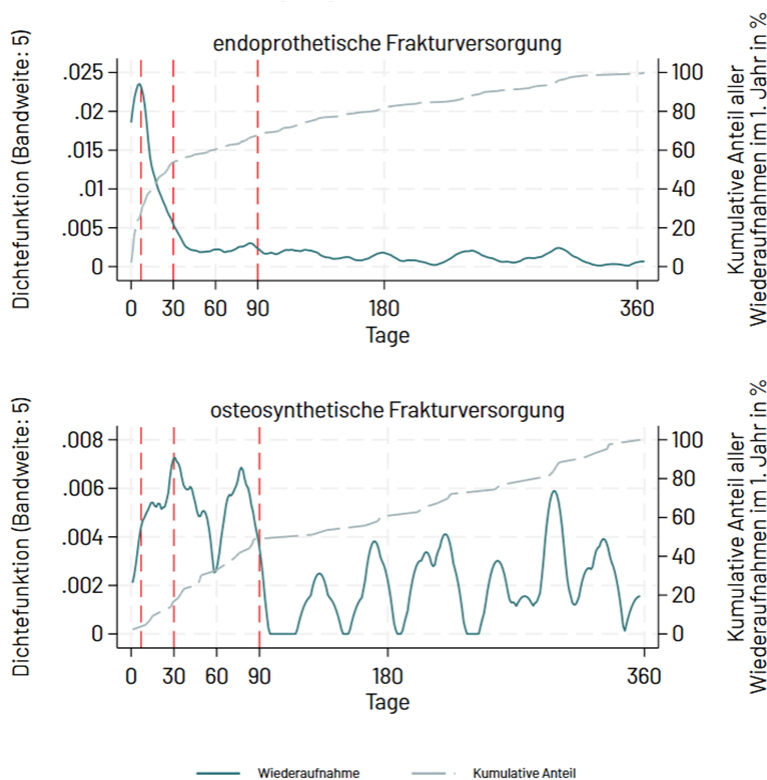 endoprothetische Frakturversorgung
Dichtefunktion (Bandweite: 5)
.025
.02
.015
.01
.005
0
100
80
60
40
20
0
Kumulative Anteil aller
Wiederaufnahmen im 1. Jahr in %
0 30 60 90 180 360
Tage
osteosynthetische Frakturversorgung
Dichtefunktion (Bandweite: 5)
.008
.006
.004
.002
0
100
80
60
40
20
0
Kumulative Anteil aller
Wiederaufnahmen im 1. Jahr in %
0 30 60 90 180 360
Tage
Wiederaufnahme Kumulative Anteil